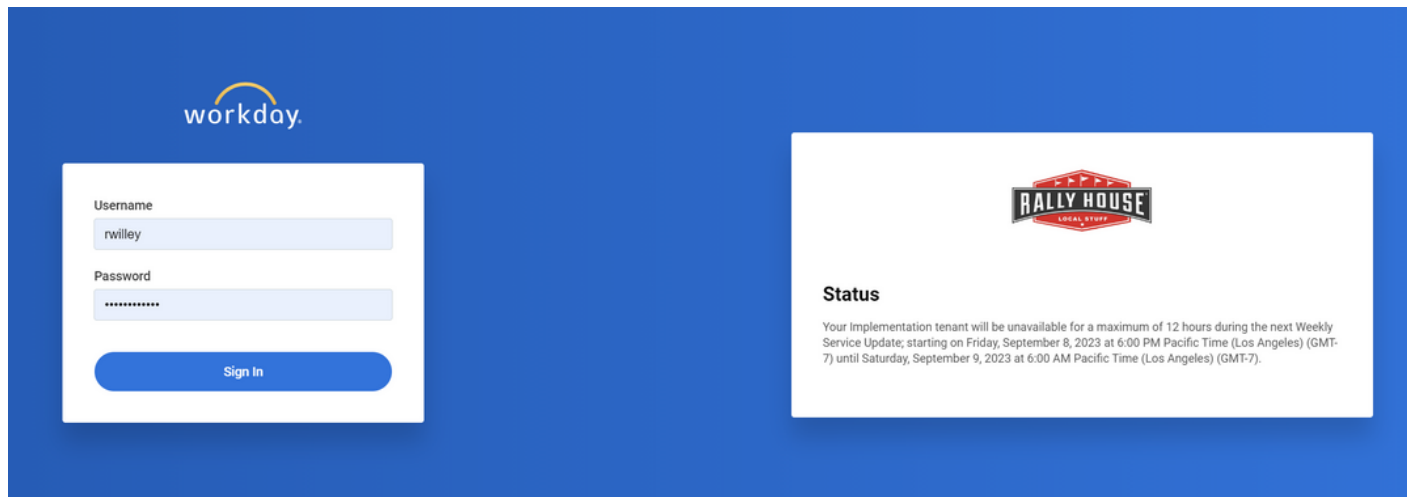 workday.
Username
rwilley
Password
••••••••••••
Sign In
RALLY HOUSE
LOCAL STUFF
Status
Your Implementation tenant will be unavailable for a maximum of 12 hours during the next Weekly
Service Update; starting on Friday, September 8, 2023 at 6:00 PM Pacific Time (Los Angeles) (GMT-
7) until Saturday, September 9, 2023 at 6:00 AM Pacific Time (Los Angeles) (GMT-7).